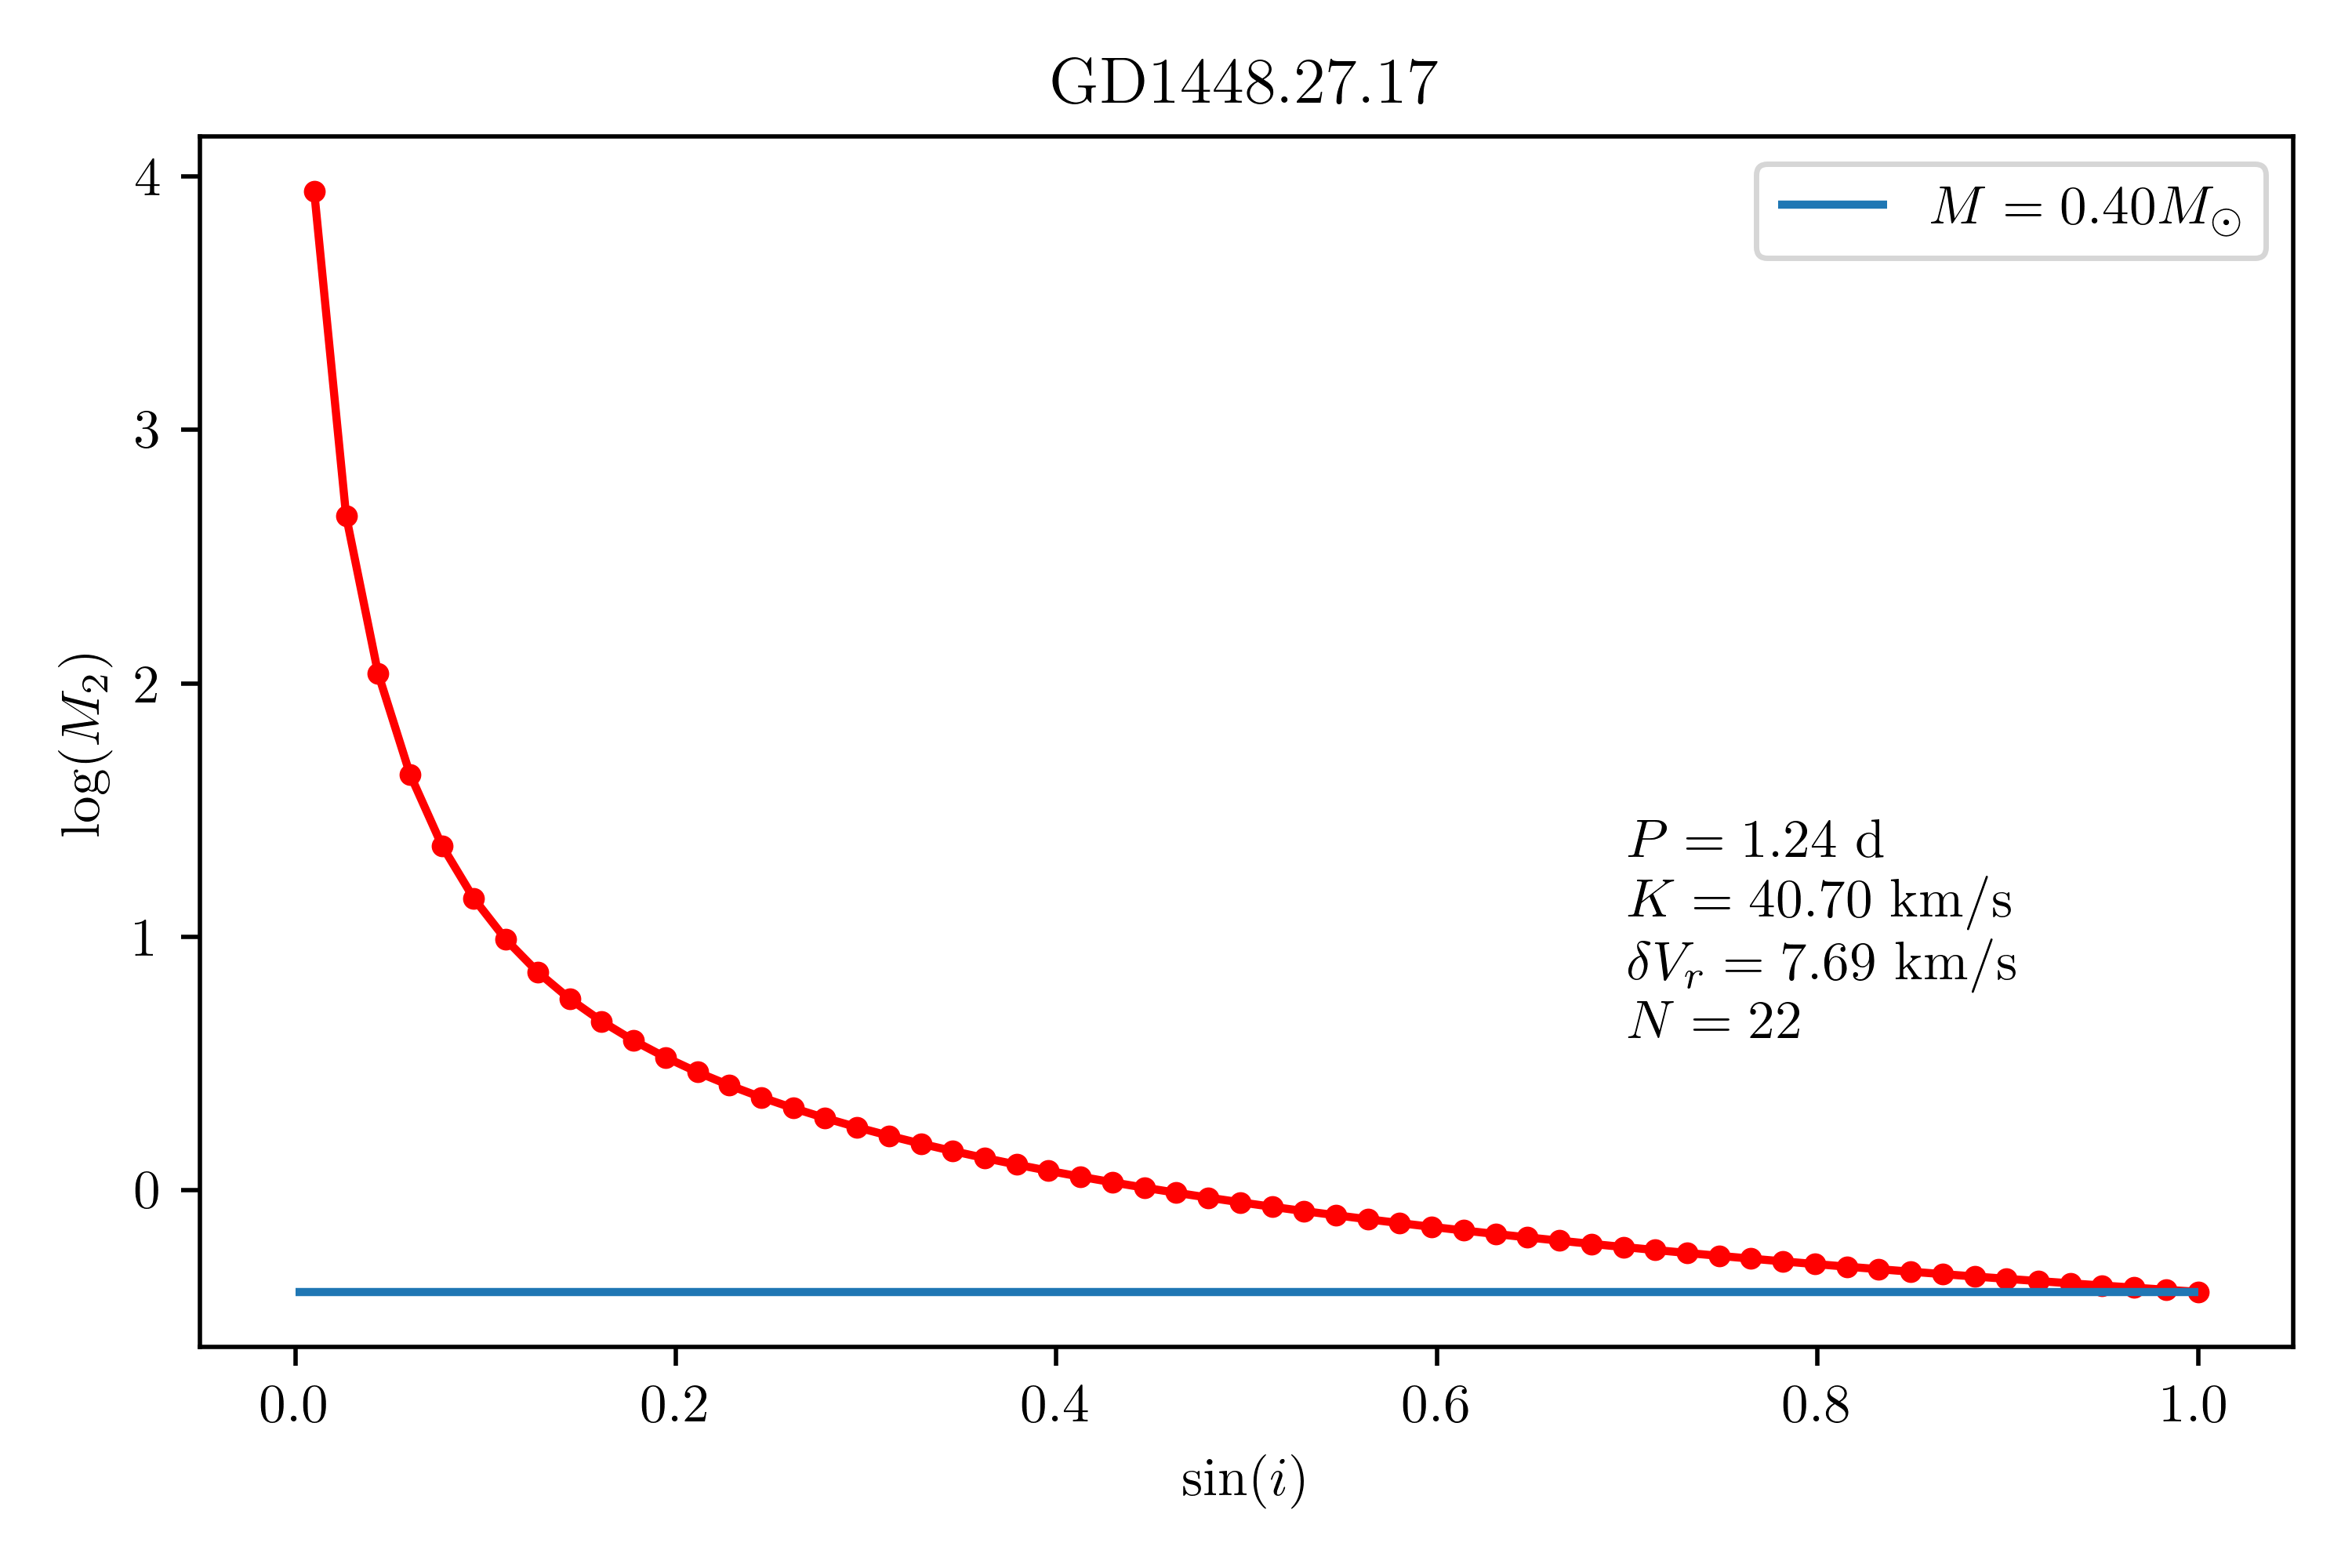 GD1448.27.17
M = 0.40M⊙
4
3
2
1
0
log(M₂)
P = 1.24 d
K = 40.70 km/s
δVᵣ = 7.69 km/s
N = 22
0.0 0.2 0.4 0.6 0.8 1.0
sin(i)